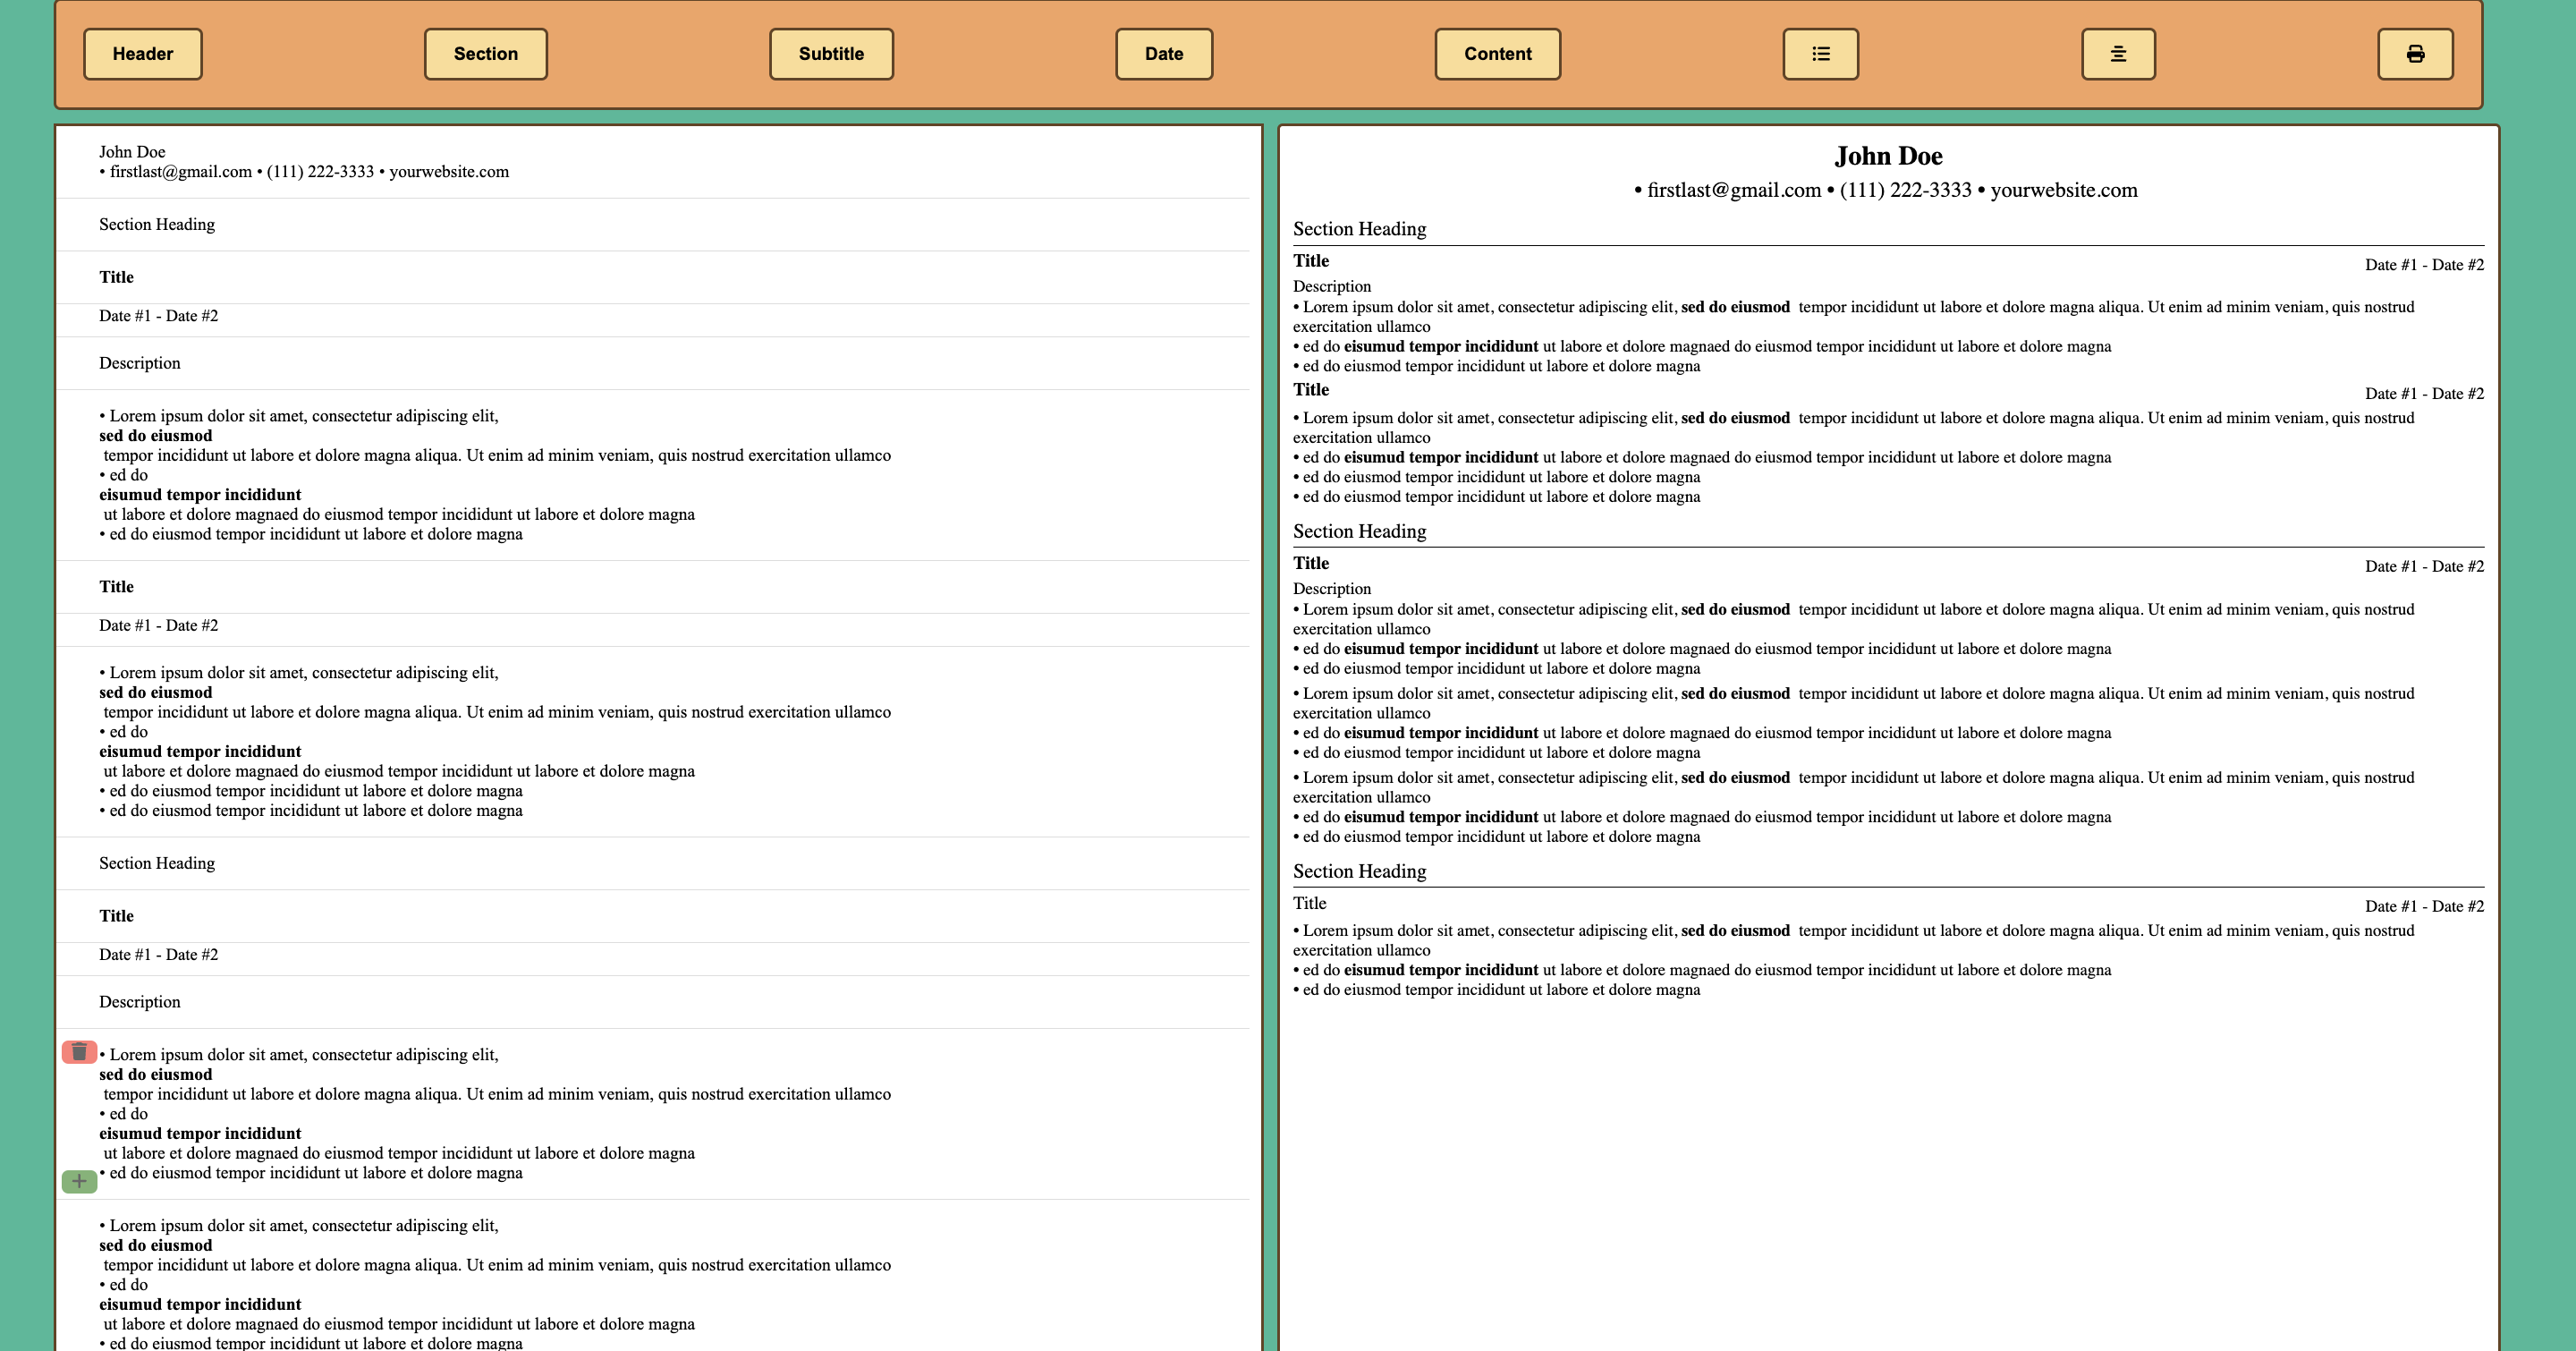 Header Section Subtitle Date Content
John Doe
• firstlast@gmail.com • (111) 222-3333 • yourwebsite.com
Section Heading
Title
Date #1 - Date #2
Description
• Lorem ipsum dolor sit amet, consectetur adipiscing elit,
sed do eiusmod
tempor incididunt ut labore et dolore magna aliqua. Ut enim ad minim veniam, quis nostrud exercitation ullamco
• ed do
eisumud tempor incididunt
ut labore et dolore magnaed do eiusmod tempor incididunt ut labore et dolore magna
• ed do eiusmod tempor incididunt ut labore et dolore magna
Title
Date #1 - Date #2
• Lorem ipsum dolor sit amet, consectetur adipiscing elit,
sed do eiusmod
tempor incididunt ut labore et dolore magna aliqua. Ut enim ad minim veniam, quis nostrud exercitation ullamco
• ed do
eisumud tempor incididunt
ut labore et dolore magnaed do eiusmod tempor incididunt ut labore et dolore magna
• ed do eiusmod tempor incididunt ut labore et dolore magna
• ed do eiusmod tempor incididunt ut labore et dolore magna
Section Heading
Title
Date #1 - Date #2
Description
• Lorem ipsum dolor sit amet, consectetur adipiscing elit,
sed do eiusmod
tempor incididunt ut labore et dolore magna aliqua. Ut enim ad minim veniam, quis nostrud exercitation ullamco
• ed do
eisumud tempor incididunt
ut labore et dolore magnaed do eiusmod tempor incididunt ut labore et dolore magna
• ed do eiusmod tempor incididunt ut labore et dolore magna
• Lorem ipsum dolor sit amet, consectetur adipiscing elit,
sed do eiusmod
tempor incididunt ut labore et dolore magna aliqua. Ut enim ad minim veniam, quis nostrud exercitation ullamco
• ed do
eisumud tempor incididunt
ut labore et dolore magnaed do eiusmod tempor incididunt ut labore et dolore magna
• ed do eiusmod tempor incididunt ut labore et dolore magna
John Doe
• firstlast@gmail.com • (111) 222-3333 • yourwebsite.com
Section Heading
Title Date #1 - Date #2
Description
• Lorem ipsum dolor sit amet, consectetur adipiscing elit, sed do eiusmod tempor incididunt ut labore et dolore magna aliqua. Ut enim ad minim veniam, quis nostrud
exercitation ullamco
• ed do eisumud tempor incididunt ut labore et dolore magnaed do eiusmod tempor incididunt ut labore et dolore magna
• ed do eiusmod tempor incididunt ut labore et dolore magna
Title Date #1 - Date #2
• Lorem ipsum dolor sit amet, consectetur adipiscing elit, sed do eiusmod tempor incididunt ut labore et dolore magna aliqua. Ut enim ad minim veniam, quis nostrud
exercitation ullamco
• ed do eisumud tempor incididunt ut labore et dolore magnaed do eiusmod tempor incididunt ut labore et dolore magna
• ed do eiusmod tempor incididunt ut labore et dolore magna
• ed do eiusmod tempor incididunt ut labore et dolore magna
Section Heading
Title Date #1 - Date #2
Description
• Lorem ipsum dolor sit amet, consectetur adipiscing elit, sed do eiusmod tempor incididunt ut labore et dolore magna aliqua. Ut enim ad minim veniam, quis nostrud
exercitation ullamco
• ed do eisumud tempor incididunt ut labore et dolore magnaed do eiusmod tempor incididunt ut labore et dolore magna
• ed do eiusmod tempor incididunt ut labore et dolore magna
• Lorem ipsum dolor sit amet, consectetur adipiscing elit, sed do eiusmod tempor incididunt ut labore et dolore magna aliqua. Ut enim ad minim veniam, quis nostrud
exercitation ullamco
• ed do eisumud tempor incididunt ut labore et dolore magnaed do eiusmod tempor incididunt ut labore et dolore magna
• ed do eiusmod tempor incididunt ut labore et dolore magna
• Lorem ipsum dolor sit amet, consectetur adipiscing elit, sed do eiusmod tempor incididunt ut labore et dolore magna aliqua. Ut enim ad minim veniam, quis nostrud
exercitation ullamco
• ed do eisumud tempor incididunt ut labore et dolore magnaed do eiusmod tempor incididunt ut labore et dolore magna
• ed do eiusmod tempor incididunt ut labore et dolore magna
Section Heading
Title Date #1 - Date #2
• Lorem ipsum dolor sit amet, consectetur adipiscing elit, sed do eiusmod tempor incididunt ut labore et dolore magna aliqua. Ut enim ad minim veniam, quis nostrud
exercitation ullamco
• ed do eisumud tempor incididunt ut labore et dolore magnaed do eiusmod tempor incididunt ut labore et dolore magna
• ed do eiusmod tempor incididunt ut labore et dolore magna